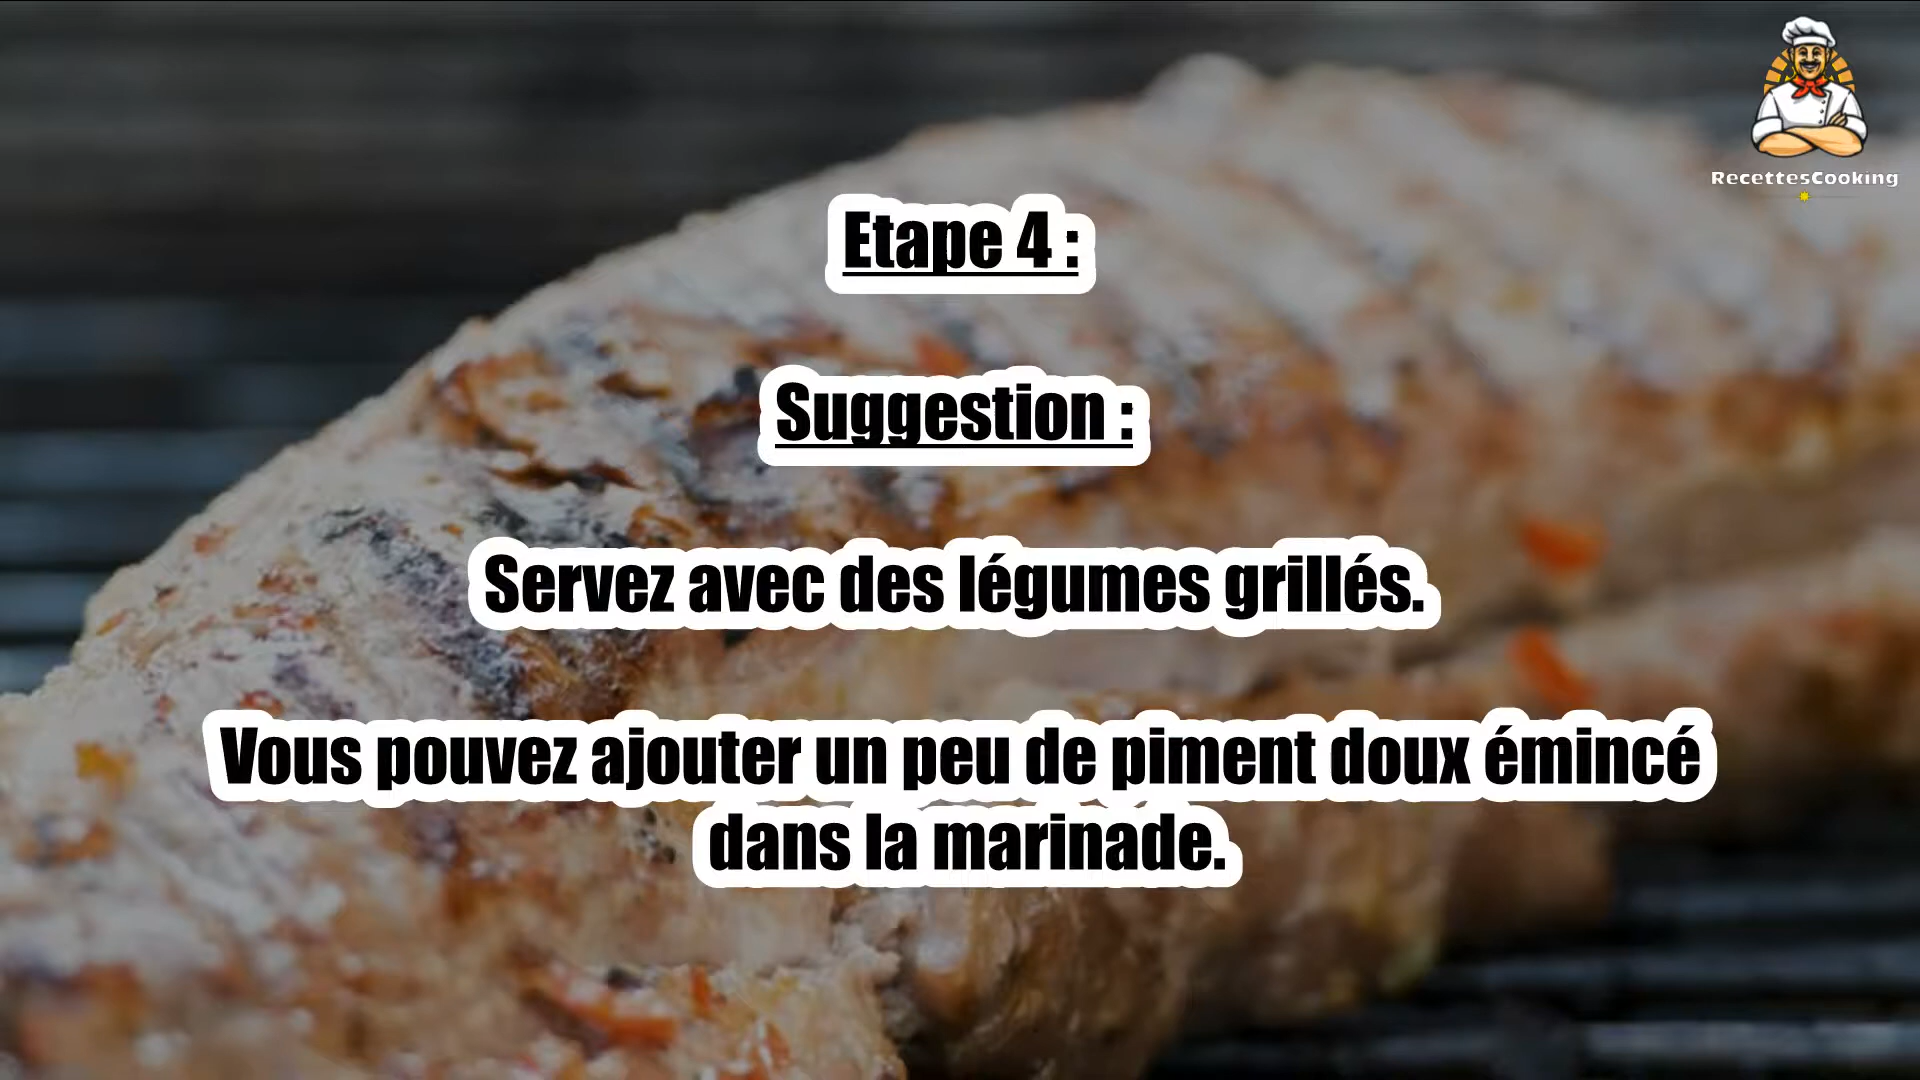 RecettesCooking
Etape 4 :
Suggestion :
Servez avec des légumes grillés.
Vous pouvez ajouter un peu de piment doux émincé
dans la marinade.